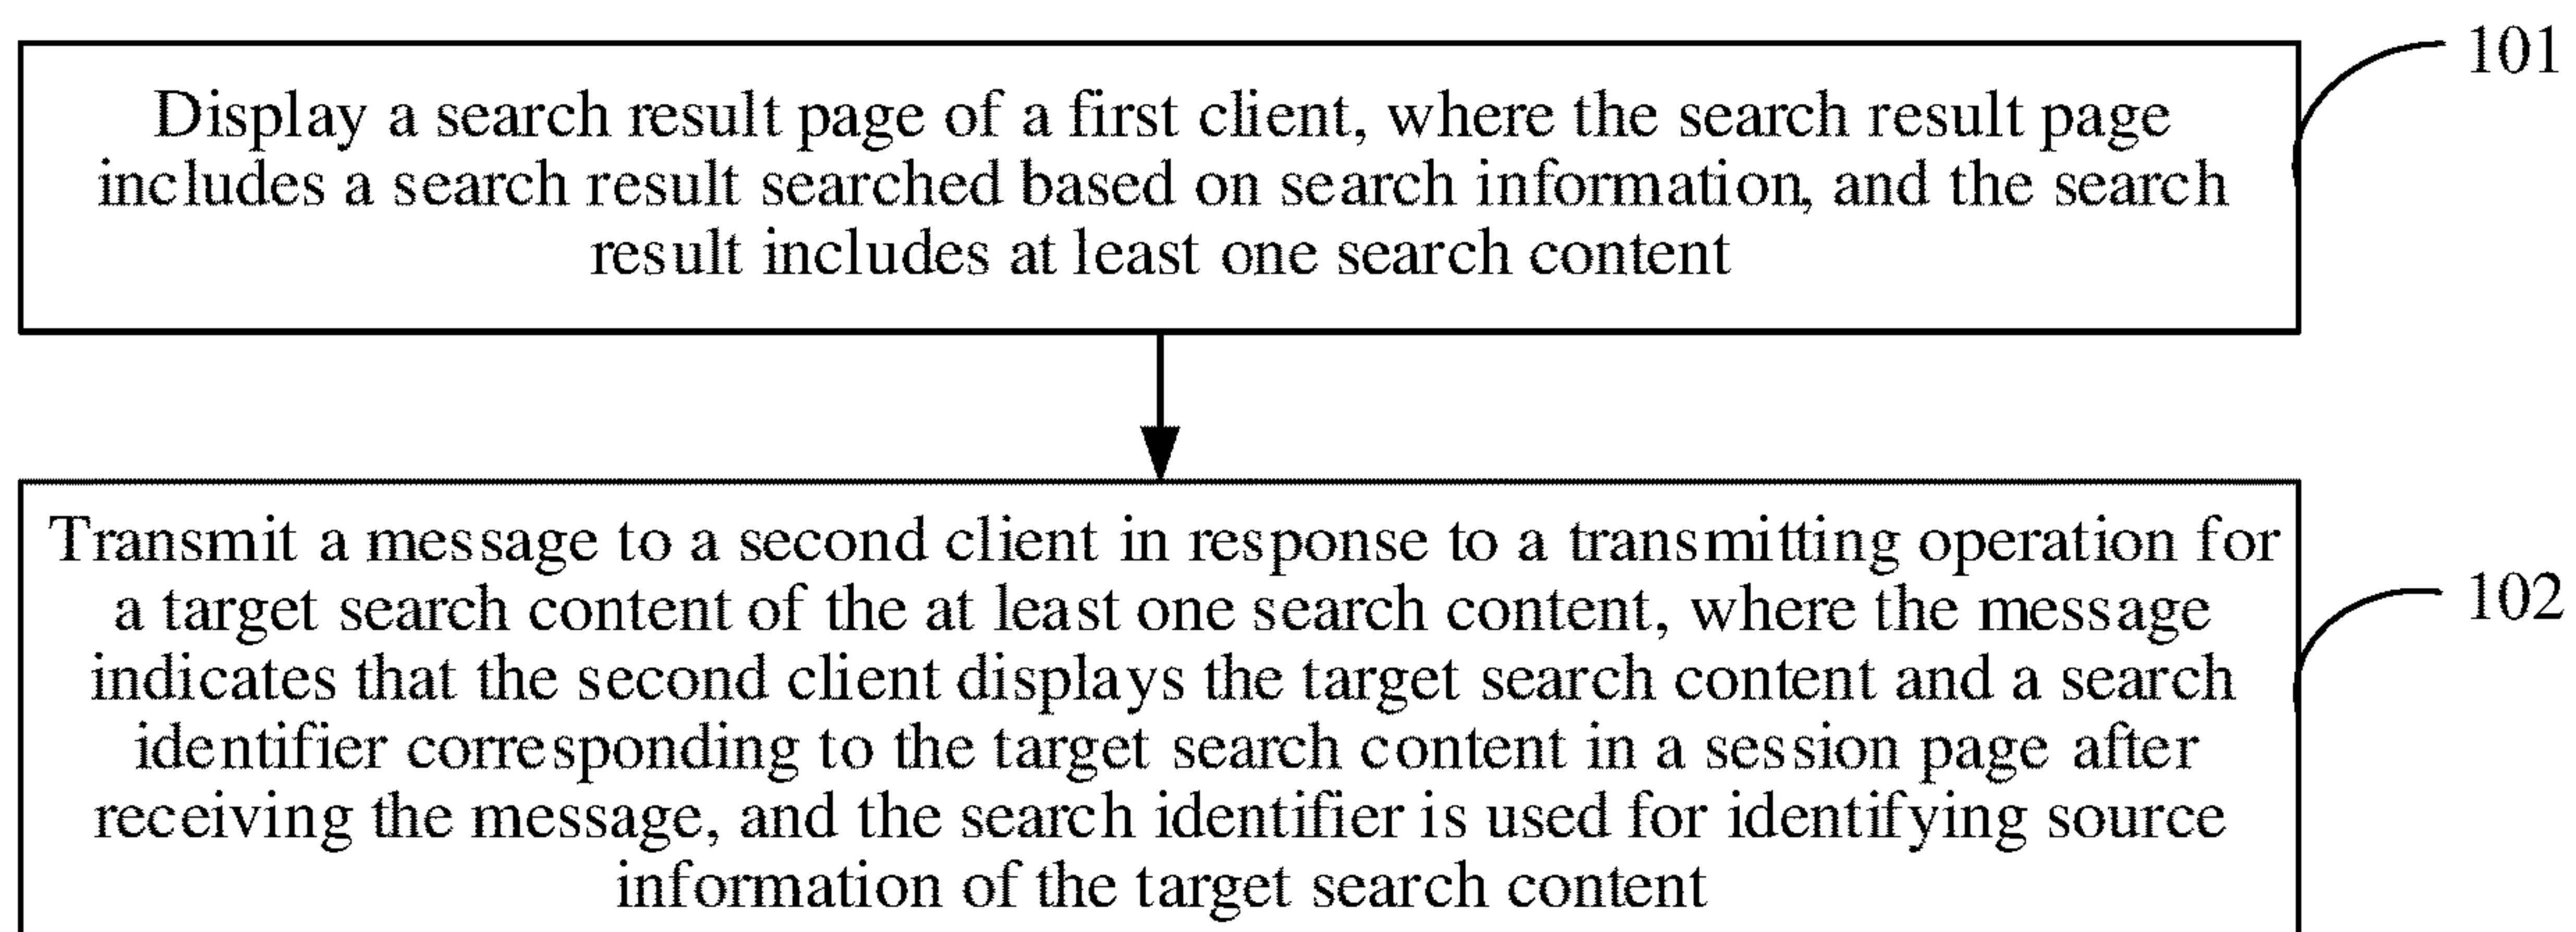 101
Display a search result page of a first client, where the search result page
includes a search result searched based on search information, and the search
result includes at least one search content
Transmit a message to a second client in response to a transmitting operation for
a target search content of the at least one search content, where the message
102
indicates that the second client displays the target search content and a search
identifier corresponding to the target search content in a session page after
receiving the message, and the search identifier is used for identifying source
information of the target search content